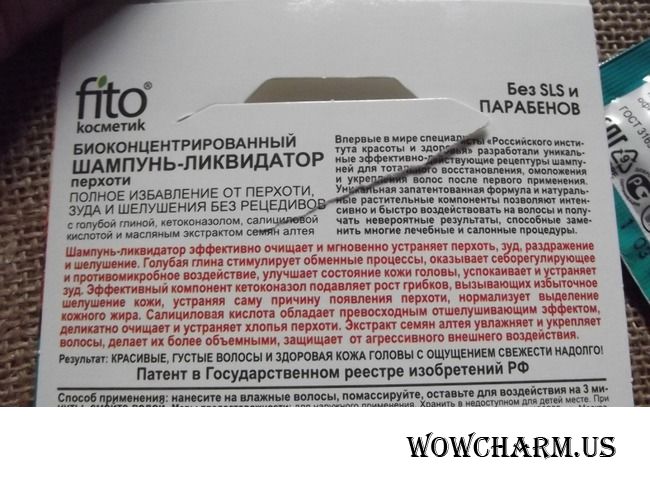 fito®
косметик
Без SLS и
ПАРАБЕНОВ
БИОКОНЦЕНТРИРОВАННЫЙ
ШАМПУНЬ-ЛИКВИДАТОР
перхоти
ПОЛНОЕ ИЗБАВЛЕНИЕ ОТ ПЕРХОТИ,
ЗУДА И ШЕЛУШЕНИЯ БЕЗ РЕЦЕДИВОВ
с голубой глиной, кетоконазолом, салициловой
кислотой и масляным экстрактом семян алтея
Впервые в мире специалисты «Российского инсти-
тута красоты и здоровья» разработали уникаль-
ные эффективно-действующие рецептуры шампу-
ней для тотального восстановления, омоложения
и укрепления волос после первого применения.
Уникальная запатентованная формула и натураль-
ные растительные компоненты позволяют интен-
сивно и быстро воздействовать на волосы и полу-
чать невероятные результаты, способные заме-
нить многие лечебные и салонные процедуры.
Шампунь-ликвидатор эффективно очищает и мгновенно устраняет перхоть, зуд, раздражение
и шелушение. Голубая глина стимулирует обменные процессы, оказывает себорегулирующее
и противомикробное воздействие, улучшает состояние кожи головы, успокаивает и устраняет
зуд. Эффективный компонент кетоконазол подавляет рост грибков, вызывающих избыточное
шелушение кожи, устраняя саму причину появления перхоти, нормализует выделение
кожного жира. Салициловая кислота обладает превосходным отшелушивающим эффектом,
деликатно очищает и устраняет хлопья перхоти. Экстракт семян алтея увлажняет и укрепляет
волосы, делает их более объемными, защищает от агрессивного внешнего воздействия.
Результат: КРАСИВЫЕ, ГУСТЫЕ ВОЛОСЫ И ЗДОРОВАЯ КОЖА ГОЛОВЫ С ОЩУЩЕНИЕМ СВЕЖЕСТИ НАДОЛГО!
Патент в Государственном реестре изобретений РФ
Способ применения: нанесите на влажные волосы, помассируйте, оставьте для воздействия на 3 ми-
ГОСТ
WOWCHARM.US